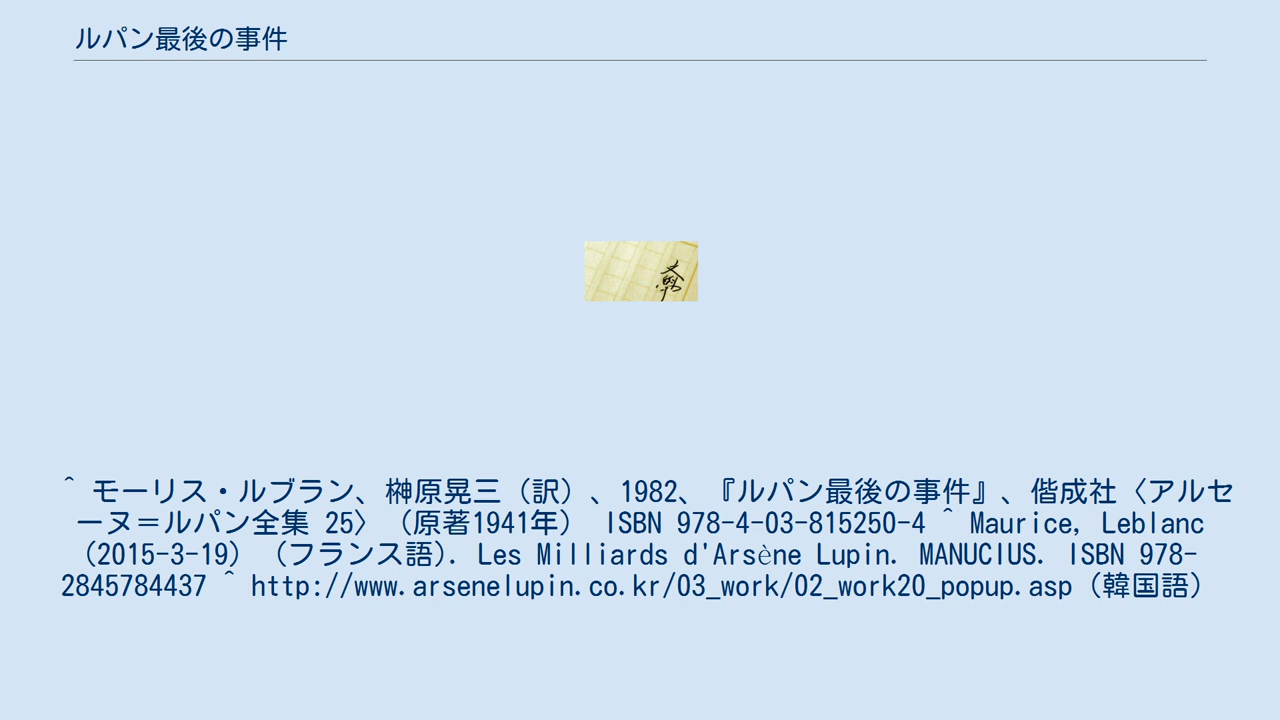 ルパン最後の事件
^ モーリス・ルブラン、榊原晃三（訳）、1982、『ルパン最後の事件』、偕成社〈アルセ
ーヌ＝ルパン全集 25〉（原著1941年） ISBN 978-4-03-815250-4 ^ Maurice, Leblanc
（2015-3-19）（フランス語）. Les Milliards d'Arsène Lupin. MANUCIUS. ISBN 978-
2845784437 ^ http://www.arsenelupin.co.kr/03_work/02_work20_popup.asp（韓国語）